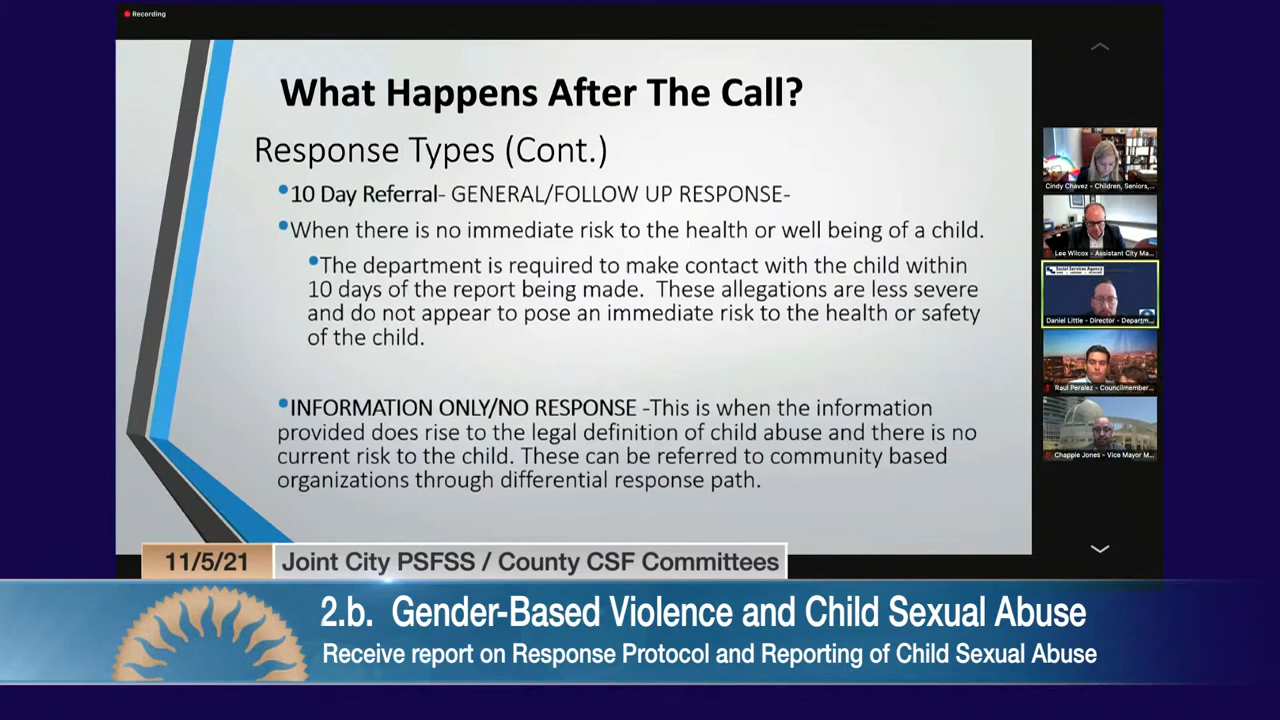 Recording
What Happens After The Call?
Response Types (Cont.)
•10 Day Referral- GENERAL/FOLLOW UP RESPONSE-
•When there is no immediate risk to the health or well being of a child.
•The department is required to make contact with the child within
10 days of the report being made. These allegations are less severe
and do not appear to pose an immediate risk to the health or safety
of the child.
•INFORMATION ONLY/NO RESPONSE -This is when the information
provided does rise to the legal definition of child abuse and there is no
current risk to the child. These can be referred to community based
organizations through differential response path.
Cindy Chavez - Children, Seniors,...
Lee Wilcox - Assistant City Ma...
Social Services Agency
Daniel Little - Director - Departm...
Raul Peralez - Councilmember...
Chappie Jones - Vice Mayor M...
11/5/21
Joint City PSFSS / County CSF Committees
2.b. Gender-Based Violence and Child Sexual Abuse
Receive report on Response Protocol and Reporting of Child Sexual Abuse